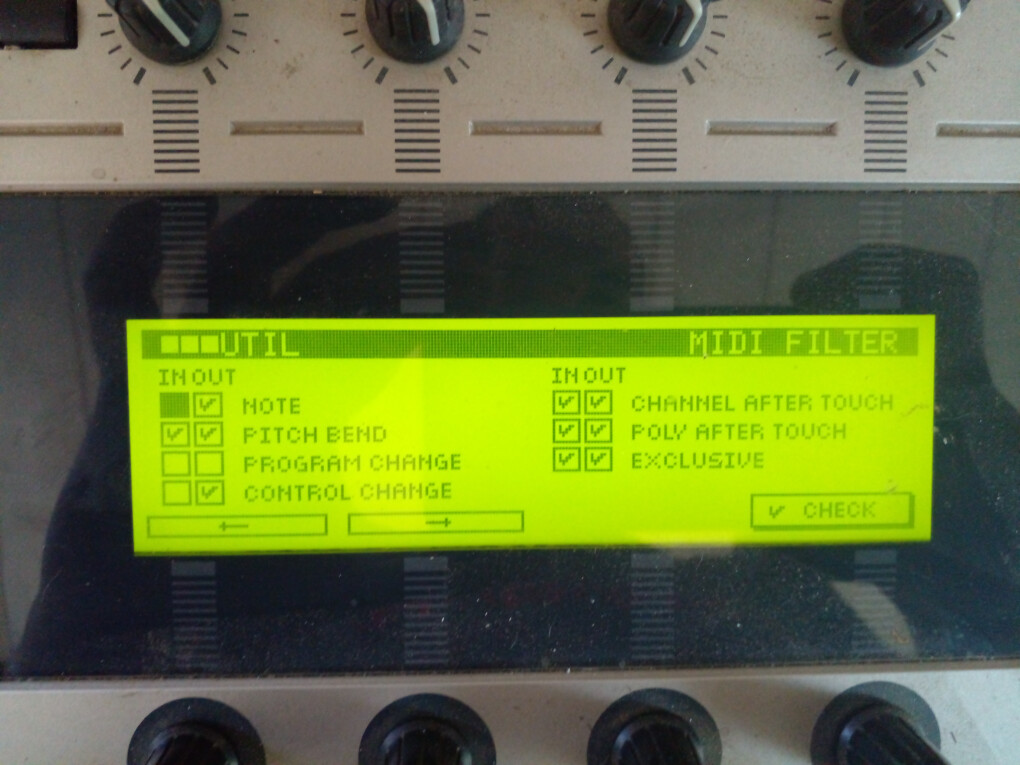 UTIL MIDI FILTER
IN OUT IN OUT
NOTE CHANNEL AFTER TOUCH
PITCH BEND POLY AFTER TOUCH
PROGRAM CHANGE EXCLUSIVE
CONTROL CHANGE
← → ✓ CHECK